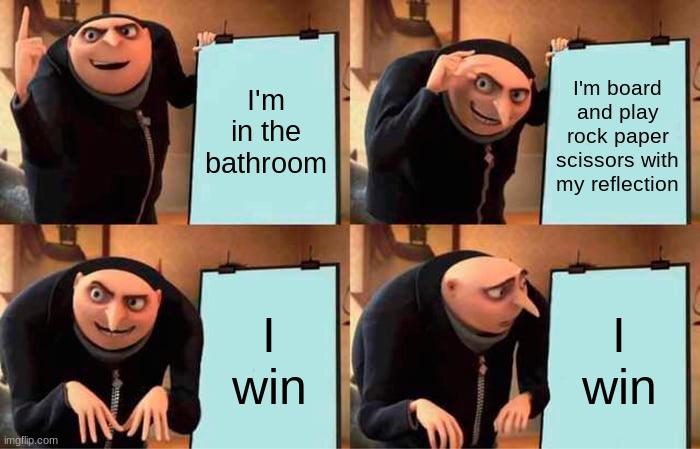 I'm
in the
bathroom
I'm board
and play
rock paper
scissors with
my reflection
I
win
I
win
imgflip.com